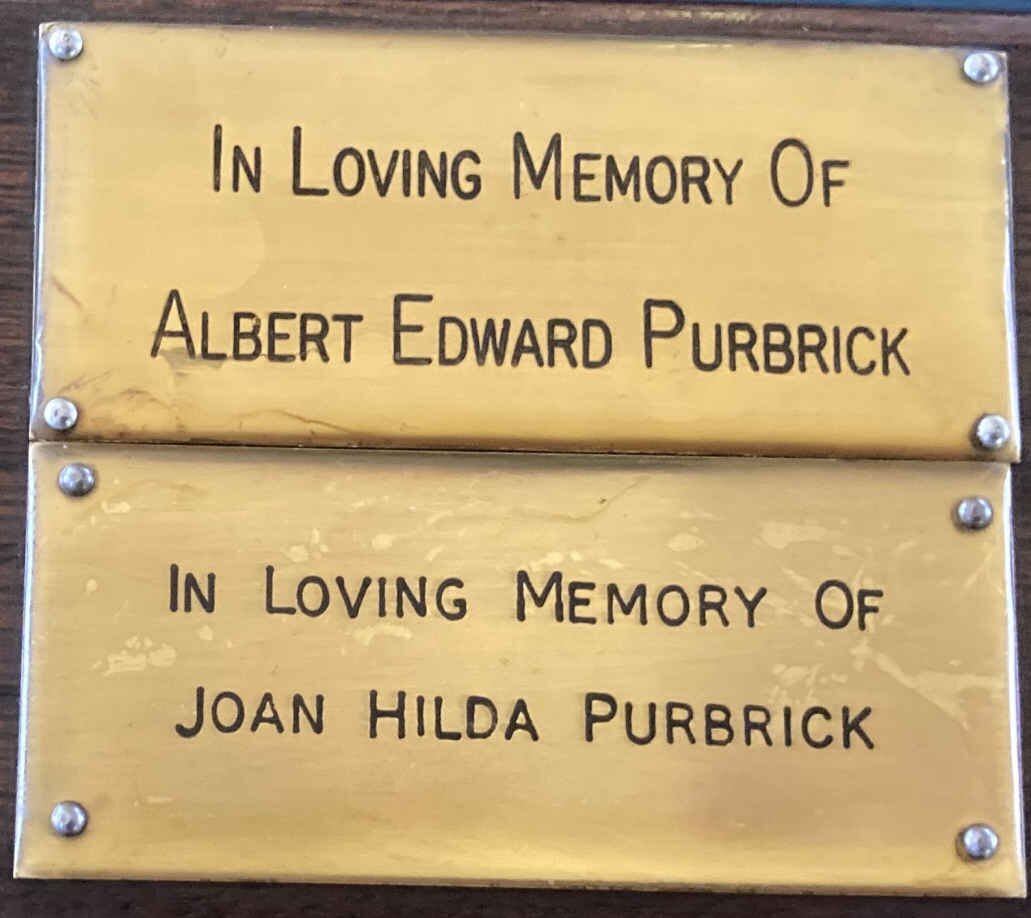 In Loving Memory Of
Albert Edward Purbrick
In Loving Memory Of
Joan Hilda Purbrick